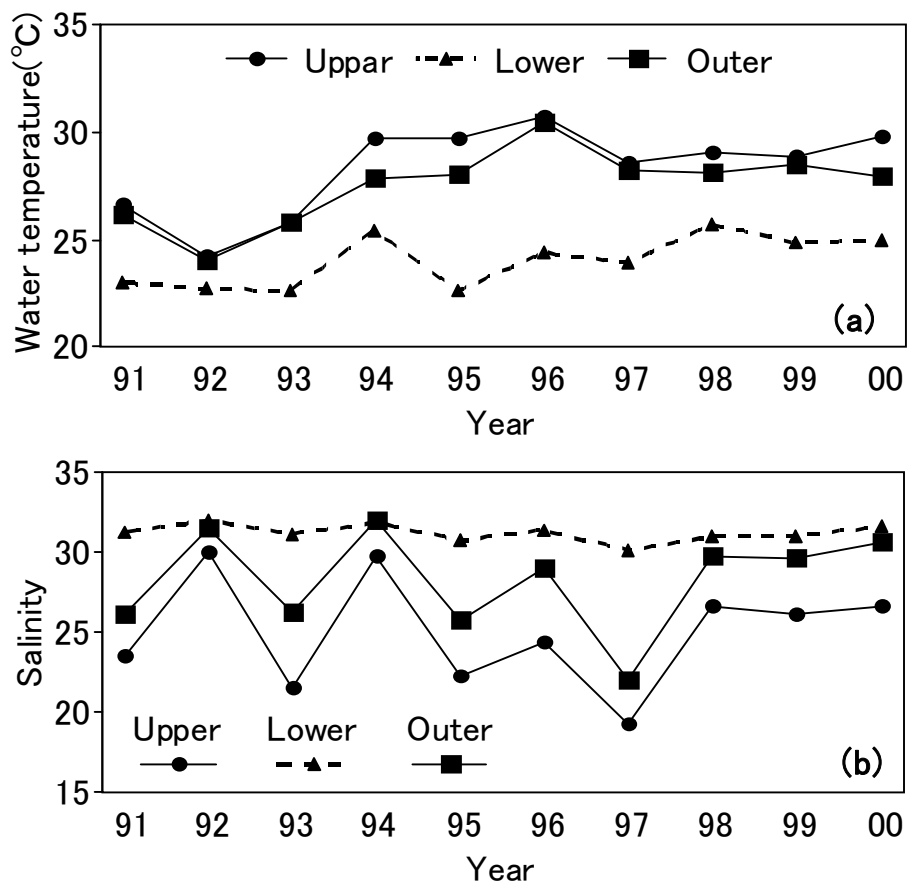 35
Uppar Lower Outer
30
25
20
Water temperature(℃)
(a)
91 92 93 94 95 96 97 98 99 00
Year
35
30
25
20
15
Salinity
Upper Lower Outer
(b)
91 92 93 94 95 96 97 98 99 00
Year